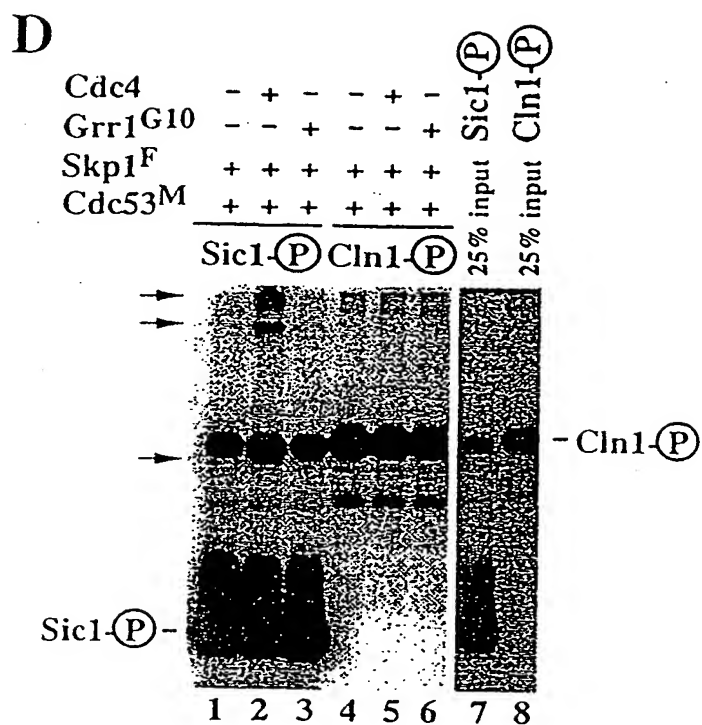 D
Cdc4 - + - - + -
Grr1G10 - - + - - +
Skp1F + + + + + +
Cdc53M + + + + + +
25% input Sic1-Ⓟ
25% input Cln1-Ⓟ
Sic1-Ⓟ Cln1-Ⓟ
- Cln1-Ⓟ
Sic1-Ⓟ -
1 2 3 4 5 6 7 8